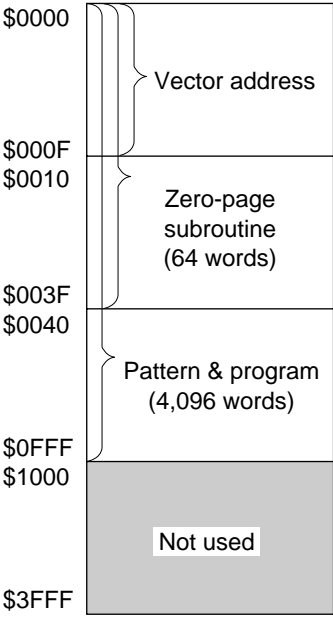 $0000
Vector address
$000F
$0010
Zero-page
subroutine
(64 words)
$003F
$0040
Pattern & program
(4,096 words)
$0FFF
$1000
Not used
$3FFF